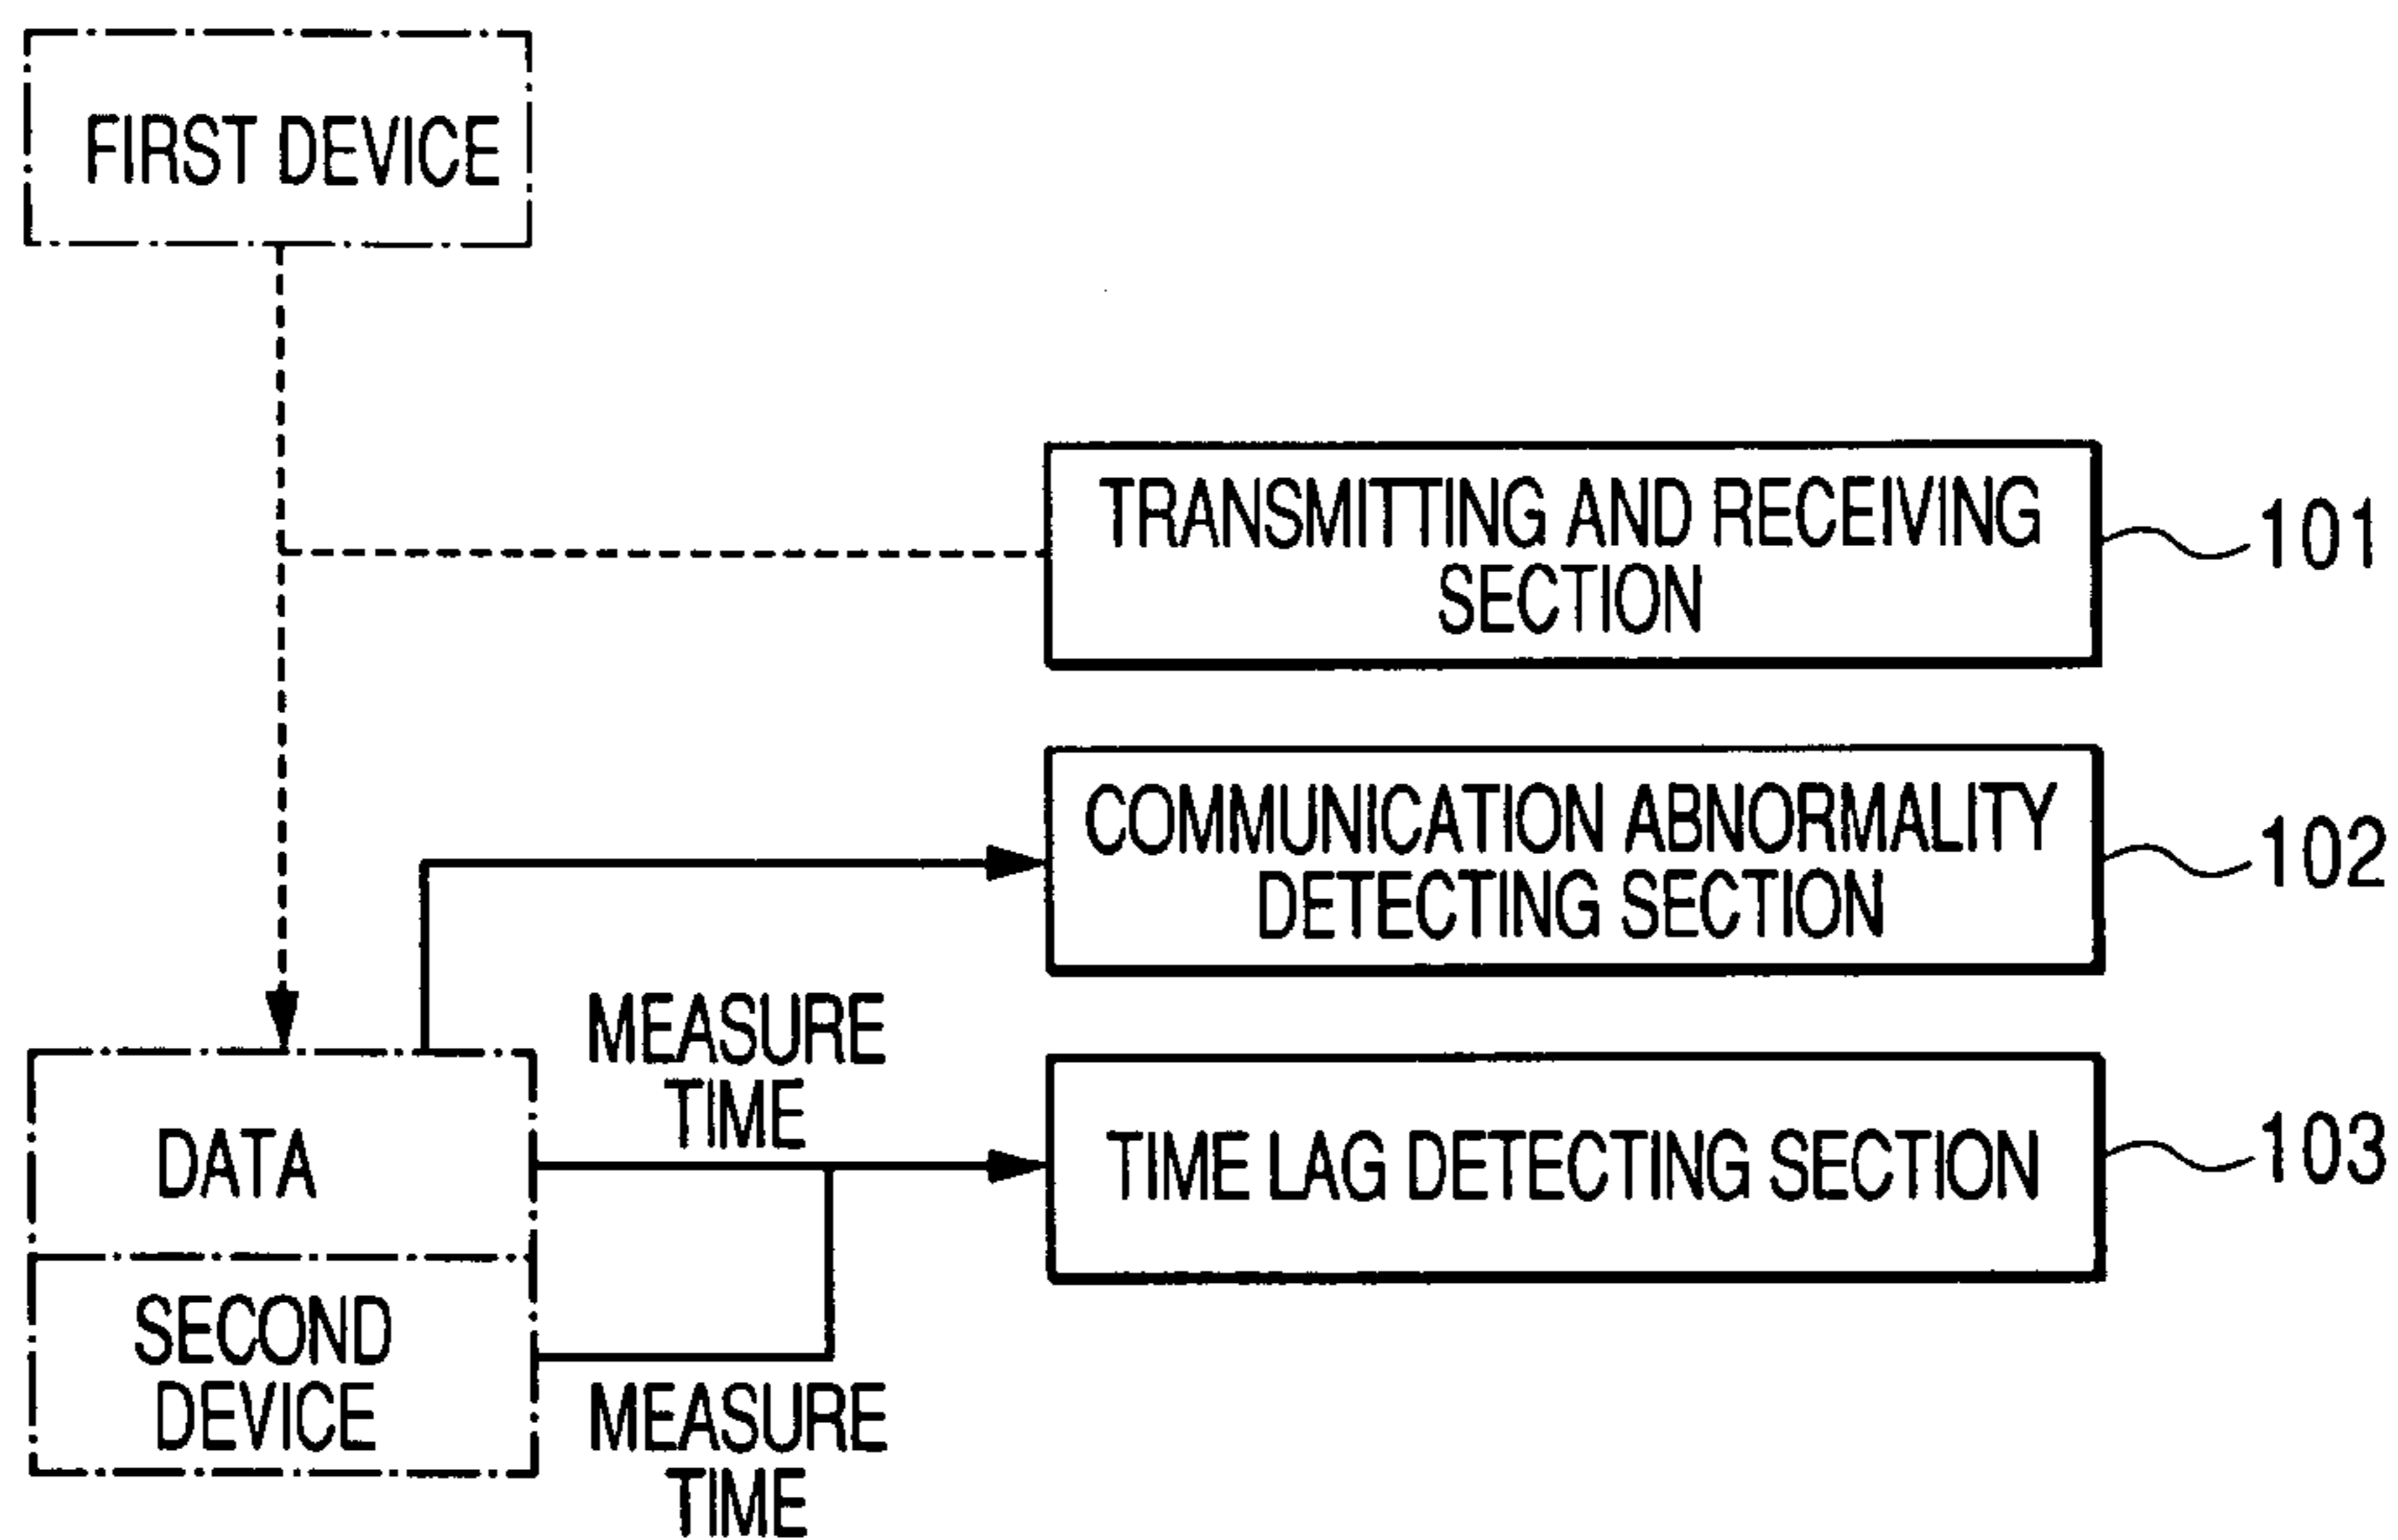 FIRST DEVICE
TRANSMITTING AND RECEIVING
SECTION
101
COMMUNICATION ABNORMALITY
DETECTING SECTION
102
MEASURE
TIME
DATA
TIME LAG DETECTING SECTION
103
SECOND
DEVICE
MEASURE
TIME